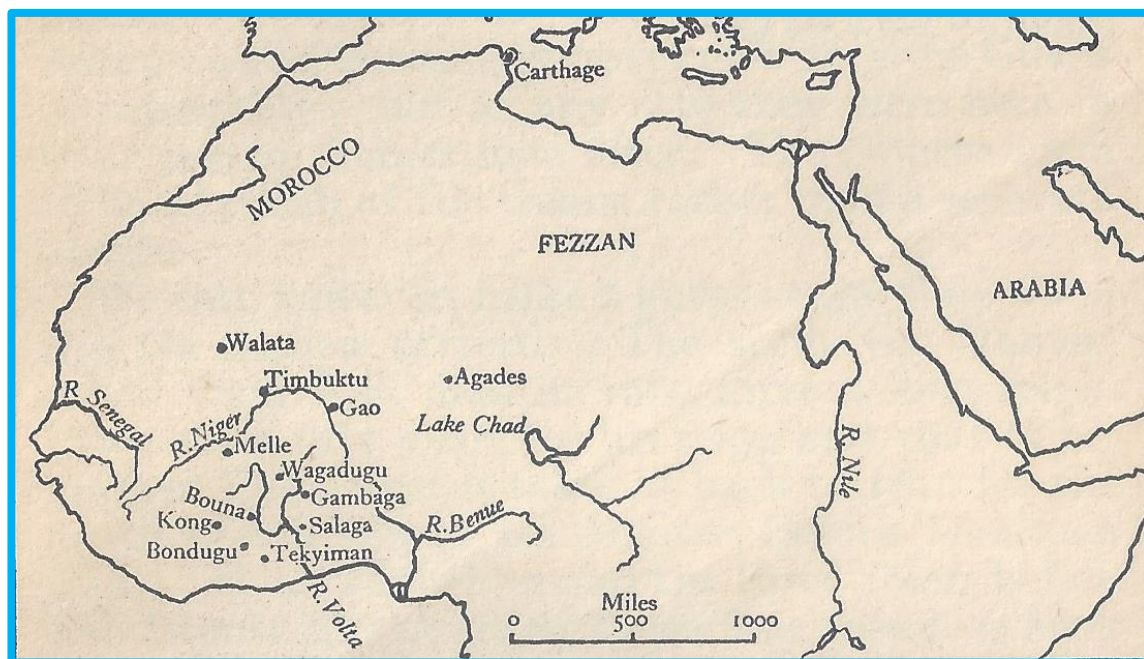 Carthage
MOROCCO
FEZZAN
ARABIA
Walata
Timbuktu
Agades
Gao
R. Senegal
R. Niger
Lake Chad
Melle
Wagadugu
R. Nile
Gambaga
Bouna
Kong
Salaga
R. Benue
Bondugu
Tekyiman
R. Volta
Miles
0 500 1000